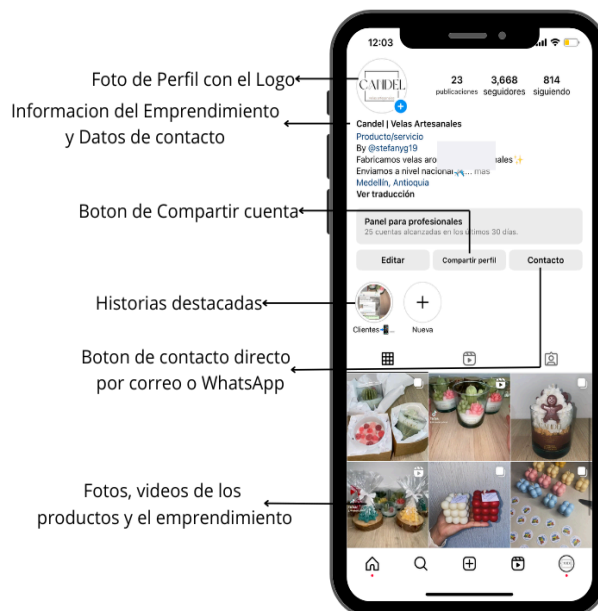 Foto de Perfil con el Logo
Informacion del Emprendimiento
y Datos de contacto
Boton de Compartir cuenta
Historias destacadas
Boton de contacto directo
por correo o WhatsApp
Fotos, videos de los
productos y el emprendimiento
12:03
CANDEL
23 3,668 814
publicaciones seguidores siguiendo
Candel | Velas Artesanales
Producto/servicio
By @stefanyg19
Fabricamos velas aro nales
Enviamos a nivel nacional ... más
Medellín, Antioquia
Ver traducción
Panel para profesionales
25 cuentas alcanzadas en los últimos 30 días.
Editar Compartir perfil Contacto
Clientes ... Nueva